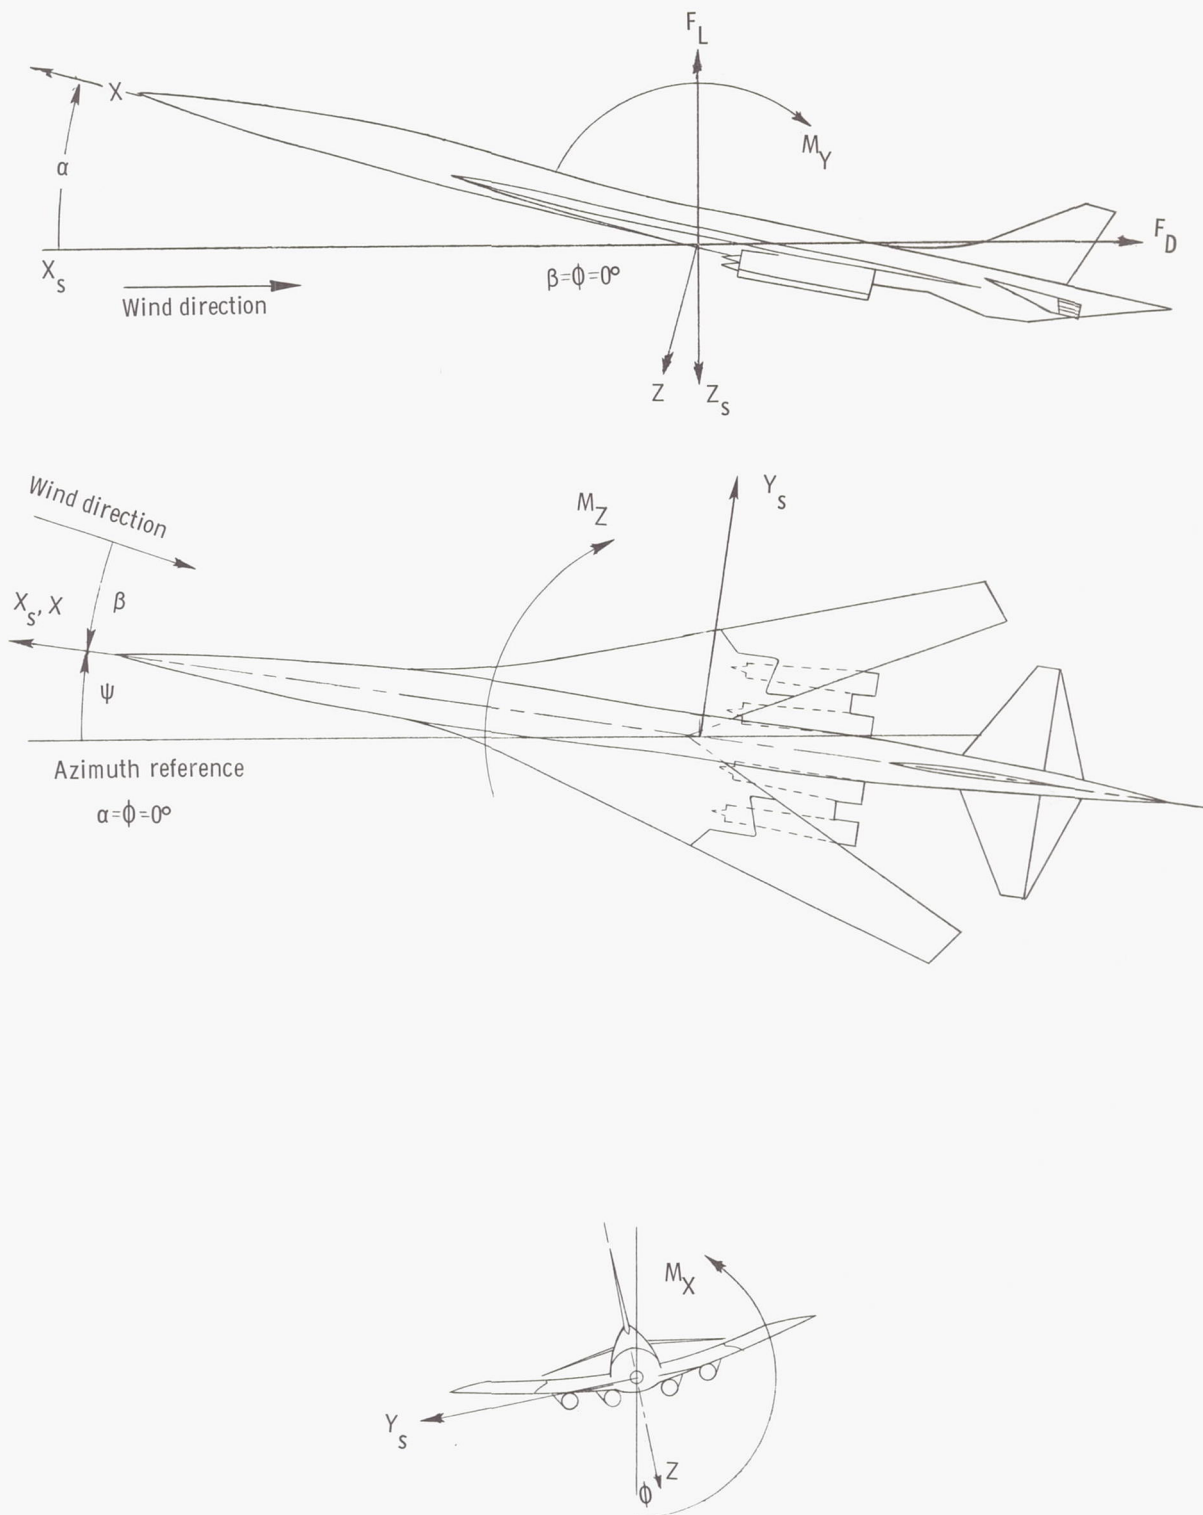 F_L
X
M_Y
α
F_D
X_s
β=ϕ=0°
Wind direction
Z
Z_s
Wind direction
M_Z
Y_s
X_s, X
β
ψ
Azimuth reference
α=ϕ=0°
M_X
Y_s
Z
ϕ